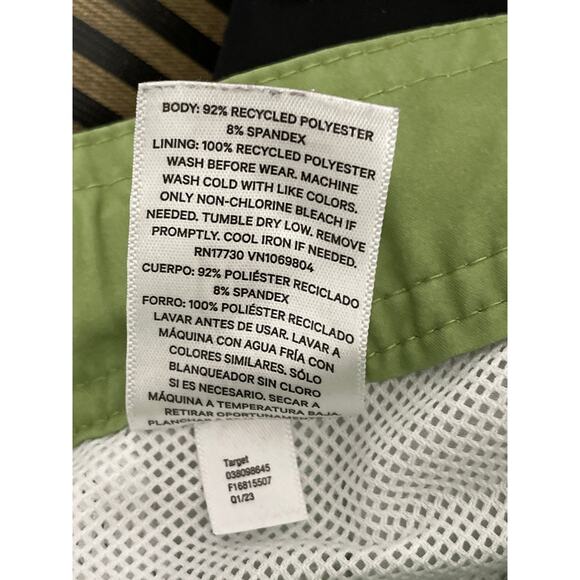 BODY: 92% RECYCLED POLYESTER
8% SPANDEX
LINING: 100% RECYCLED POLYESTER
WASH BEFORE WEAR. MACHINE
WASH COLD WITH LIKE COLORS.
ONLY NON-CHLORINE BLEACH IF
NEEDED. TUMBLE DRY LOW. REMOVE
PROMPTLY. COOL IRON IF NEEDED.
RN17730 VN1069804
CUERPO: 92% POLIÉSTER RECICLADO
8% SPANDEX
FORRO: 100% POLIÉSTER RECICLADO
LAVAR ANTES DE USAR. LAVAR A
MÁQUINA CON AGUA FRÍA CON
COLORES SIMILARES. SÓLO
BLANQUEADOR SIN CLORO
SI ES NECESARIO. SECAR A
MÁQUINA A TEMPERATURA BAJA.
RETIRAR OPORTUNAMENTE
PLANCHAR A
Target
038098645
F16815507
Q1/23